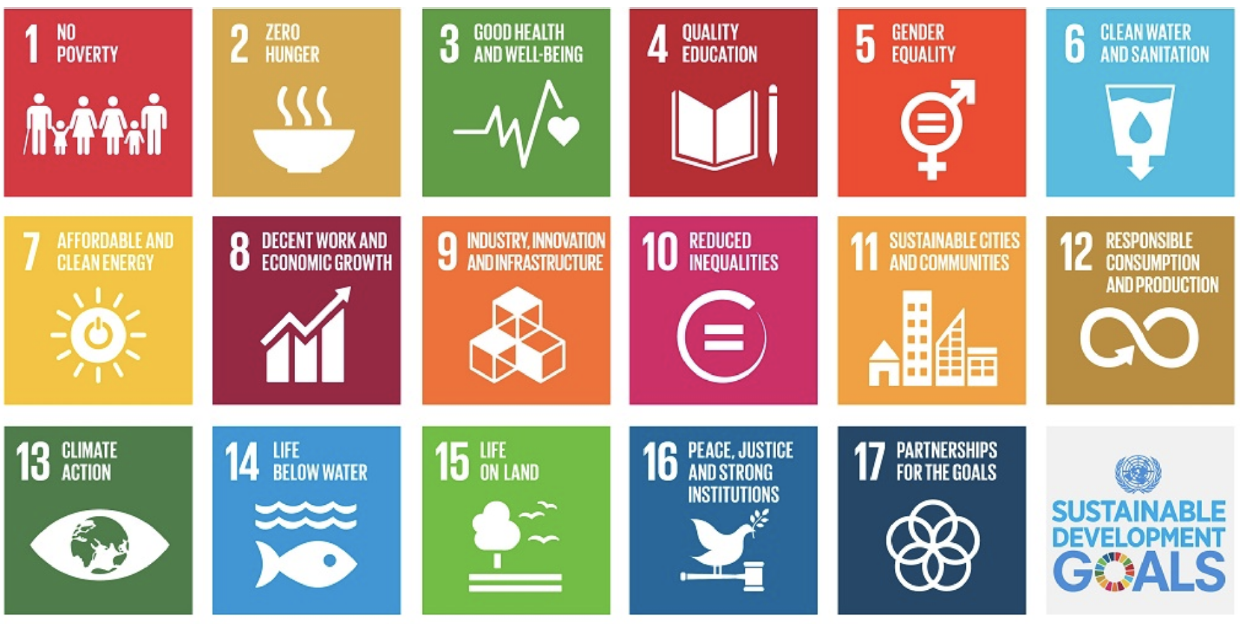 1 NO
POVERTY
2 ZERO
HUNGER
3 GOOD HEALTH
AND WELL-BEING
4 QUALITY
EDUCATION
5 GENDER
EQUALITY
6 CLEAN WATER
AND SANITATION
7 AFFORDABLE AND
CLEAN ENERGY
8 DECENT WORK AND
ECONOMIC GROWTH
9 INDUSTRY, INNOVATION
AND INFRASTRUCTURE
10 REDUCED
INEQUALITIES
11 SUSTAINABLE CITIES
AND COMMUNITIES
12 RESPONSIBLE
CONSUMPTION
AND PRODUCTION
13 CLIMATE
ACTION
14 LIFE
BELOW WATER
15 LIFE
ON LAND
16 PEACE, JUSTICE
AND STRONG
INSTITUTIONS
17 PARTNERSHIPS
FOR THE GOALS
SUSTAINABLE
DEVELOPMENT
GOALS